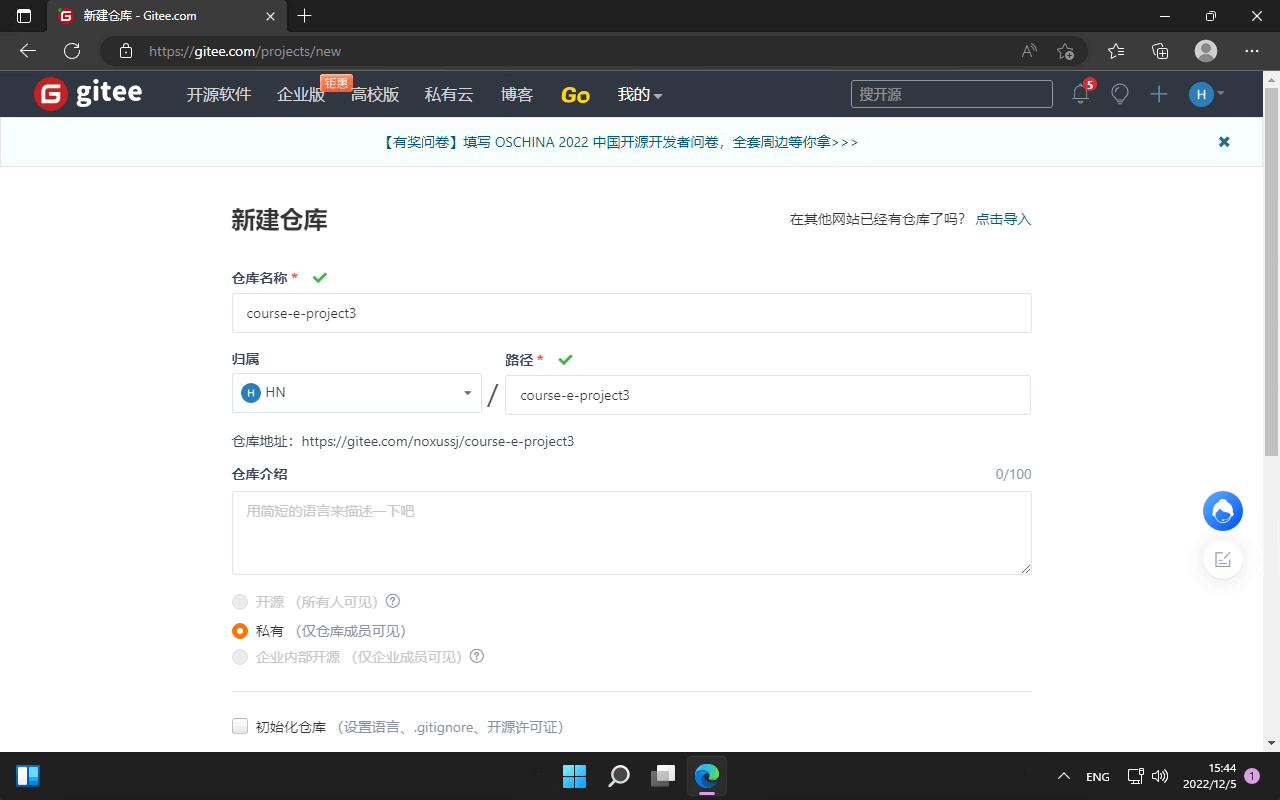 新建仓库 - Gitee.com
https://gitee.com/projects/new
G gitee 开源软件 企业版 钜惠 高校版 私有云 博客 Go 我的 搜开源 5 H
【有奖问卷】填写 OSCHINA 2022 中国开源开发者问卷，全套周边等你拿>>>
新建仓库 在其他网站已经有仓库了吗？ 点击导入
仓库名称 *
course-e-project3
归属 路径 *
H HN / course-e-project3
仓库地址：https://gitee.com/noxussj/course-e-project3
仓库介绍 0/100
用简短的语言来描述一下吧
开源 （所有人可见）
私有 （仅仓库成员可见）
企业内部开源 （仅企业成员可见）
初始化仓库 （设置语言、.gitignore、开源许可证）
ENG 15:44
2022/12/5 1